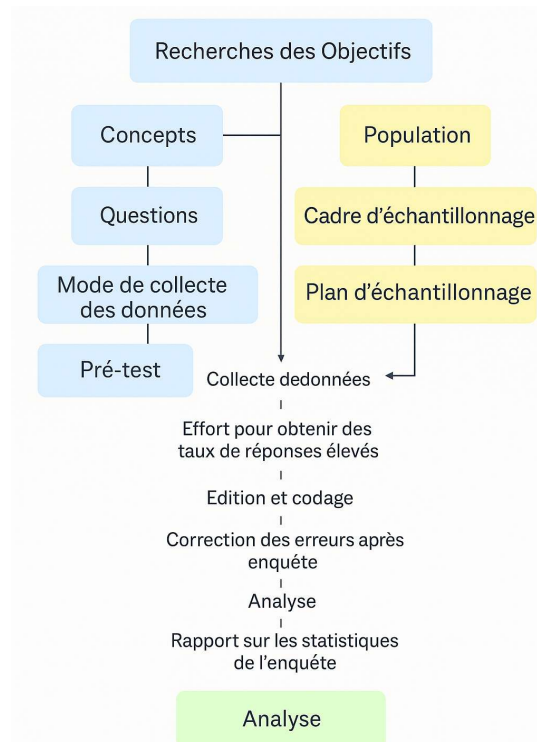 Recherches des Objectifs
Concepts
Population
Questions
Cadre d'échantillonnage
Mode de collecte
des données
Plan d'échantillonnage
Pré-test
Collecte dedonnées
Effort pour obtenir des
taux de réponses élevés
Edition et codage
Correction des erreurs après
enquéte
Analyse
Rapport sur les statistiques
de l'enquéte
Analyse